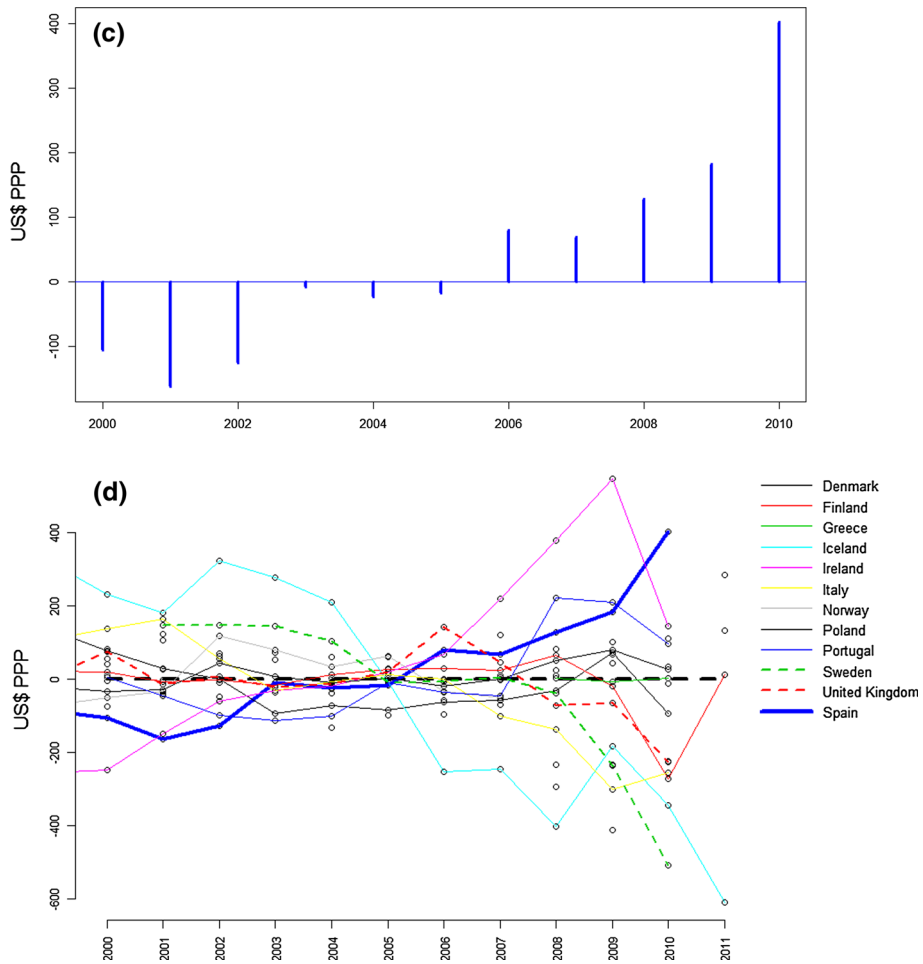 (c)
US$ PPP
400
300
200
100
0
-100
2000
2002
2004
2006
2008
2010
(d)
US$ PPP
400
200
0
-200
-400
-600
2000
2001
2002
2003
2004
2005
2006
2007
2008
2009
2010
2011
Denmark
Finland
Greece
Iceland
Ireland
Italy
Norway
Poland
Portugal
Sweden
United Kingdom
Spain